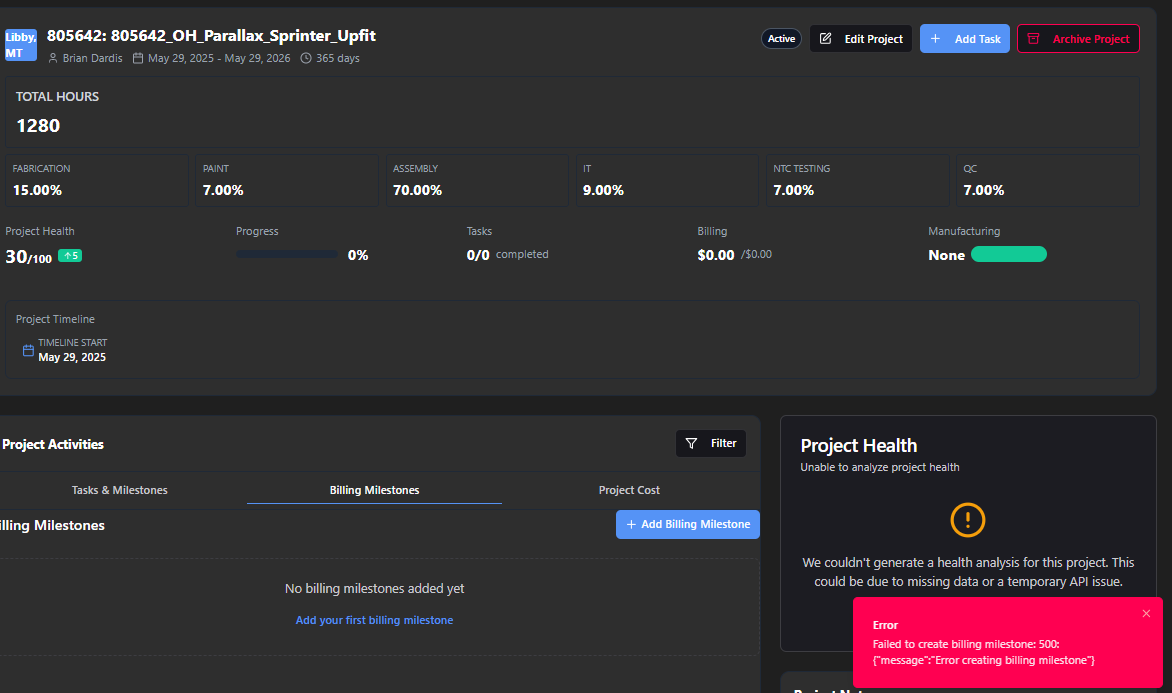 Libby, MT
805642: 805642_OH_Parallax_Sprinter_Upfit
Brian Dardis May 29, 2025 - May 29, 2026 365 days
Active
Edit Project
+ Add Task
Archive Project
TOTAL HOURS
1280
FABRICATION
15.00%
PAINT
7.00%
ASSEMBLY
70.00%
IT
9.00%
NTC TESTING
7.00%
QC
7.00%
Project Health
30/100 ↑5
Progress
0%
Tasks
0/0 completed
Billing
$0.00 /$0.00
Manufacturing
None
Project Timeline
TIMELINE START
May 29, 2025
Project Activities
Filter
Tasks & Milestones
Billing Milestones
Project Cost
illing Milestones
+ Add Billing Milestone
No billing milestones added yet
Add your first billing milestone
Project Health
Unable to analyze project health
We couldn't generate a health analysis for this project. This
could be due to missing data or a temporary API issue.
Error
Failed to create billing milestone: 500:
{"message":"Error creating billing milestone"}